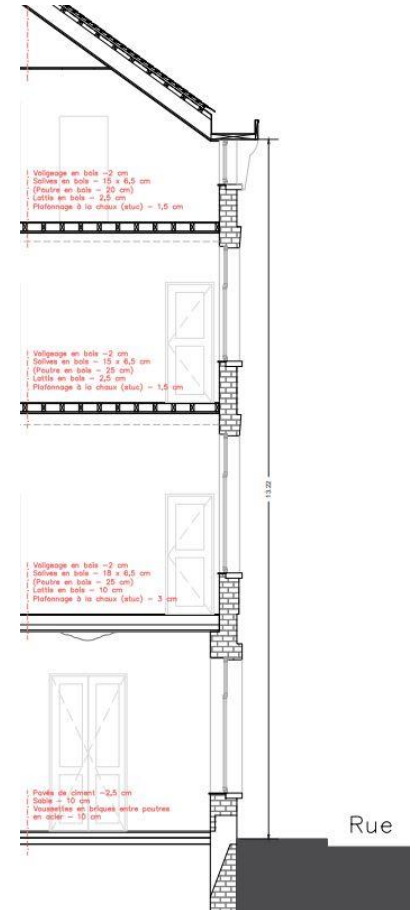 Voligeage en bois -2 cm
Solives en bois - 15 x 6,5 cm
(Poutre en bois - 20 cm)
Lattis en bois - 2,5 cm
Plafonnage à la chaux (stuc) - 1,5 cm
Voligeage en bois -2 cm
Solives en bois - 15 x 6,5 cm
(Poutre en bois - 25 cm)
Lattis en bois - 2,5 cm
Plafonnage à la chaux (stuc) - 1,5 cm
13.22
Voligeage en bois-2 cm
Solives en bois - 18 x 6,5 cm
(Poutre en bois - 25 cm)
Lattis en bois - 10 cm
Plafonnage à la chaux (stuc) - 3 cm
Pavés de ciment -2,5 cm
Sable - 10 cm
Voussettes en briques entre poutres
en acier - 10 cm
Rue